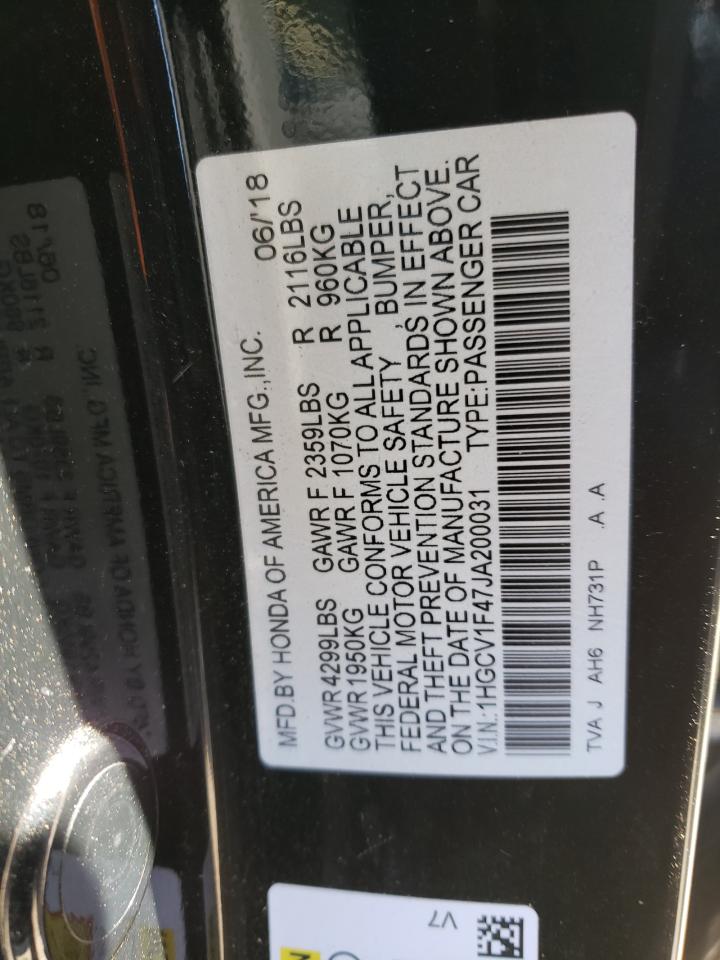 MFD.BY HONDA OF AMERICA MFG.,INC. 06/'18
GVWR 4299LBS GAWR F 2359LBS R 2116LBS
GVWR 1950KG GAWR F 1070KG R 960KG
THIS VEHICLE CONFORMS TO ALL APPLICABLE
FEDERAL MOTOR VEHICLE SAFETY , BUMPER,
AND THEFT PREVENTION STANDARDS IN EFFECT
ON THE DATE OF MANUFACTURE SHOWN ABOVE.
V.I.N.:1HGCV1F47JA200031 TYPE:PASSENGER CAR
TVA J AH6 NH731P .A .A
V7